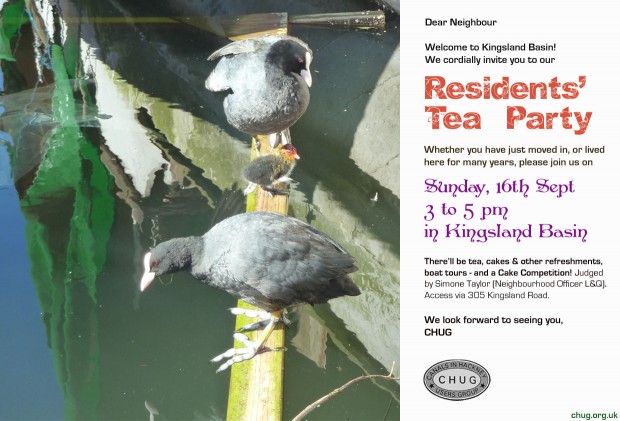 Dear Neighbour
Welcome to Kingsland Basin!
We cordially invite you to our
Residents'
Tea Party
Whether you have just moved in, or lived
here for many years, please join us on
Sunday, 16th Sept
3 to 5 pm
in Kingsland Basin
There'll be tea, cakes & other refreshments,
boat tours - and a Cake Competition! Judged
by Simone Taylor (Neighbourhood Officer L&Q).
Access via 305 Kingsland Road.
We look forward to seeing you,
CHUG
CANALS IN HACKNEY
CHUG
USERS GROUP
chug.org.uk